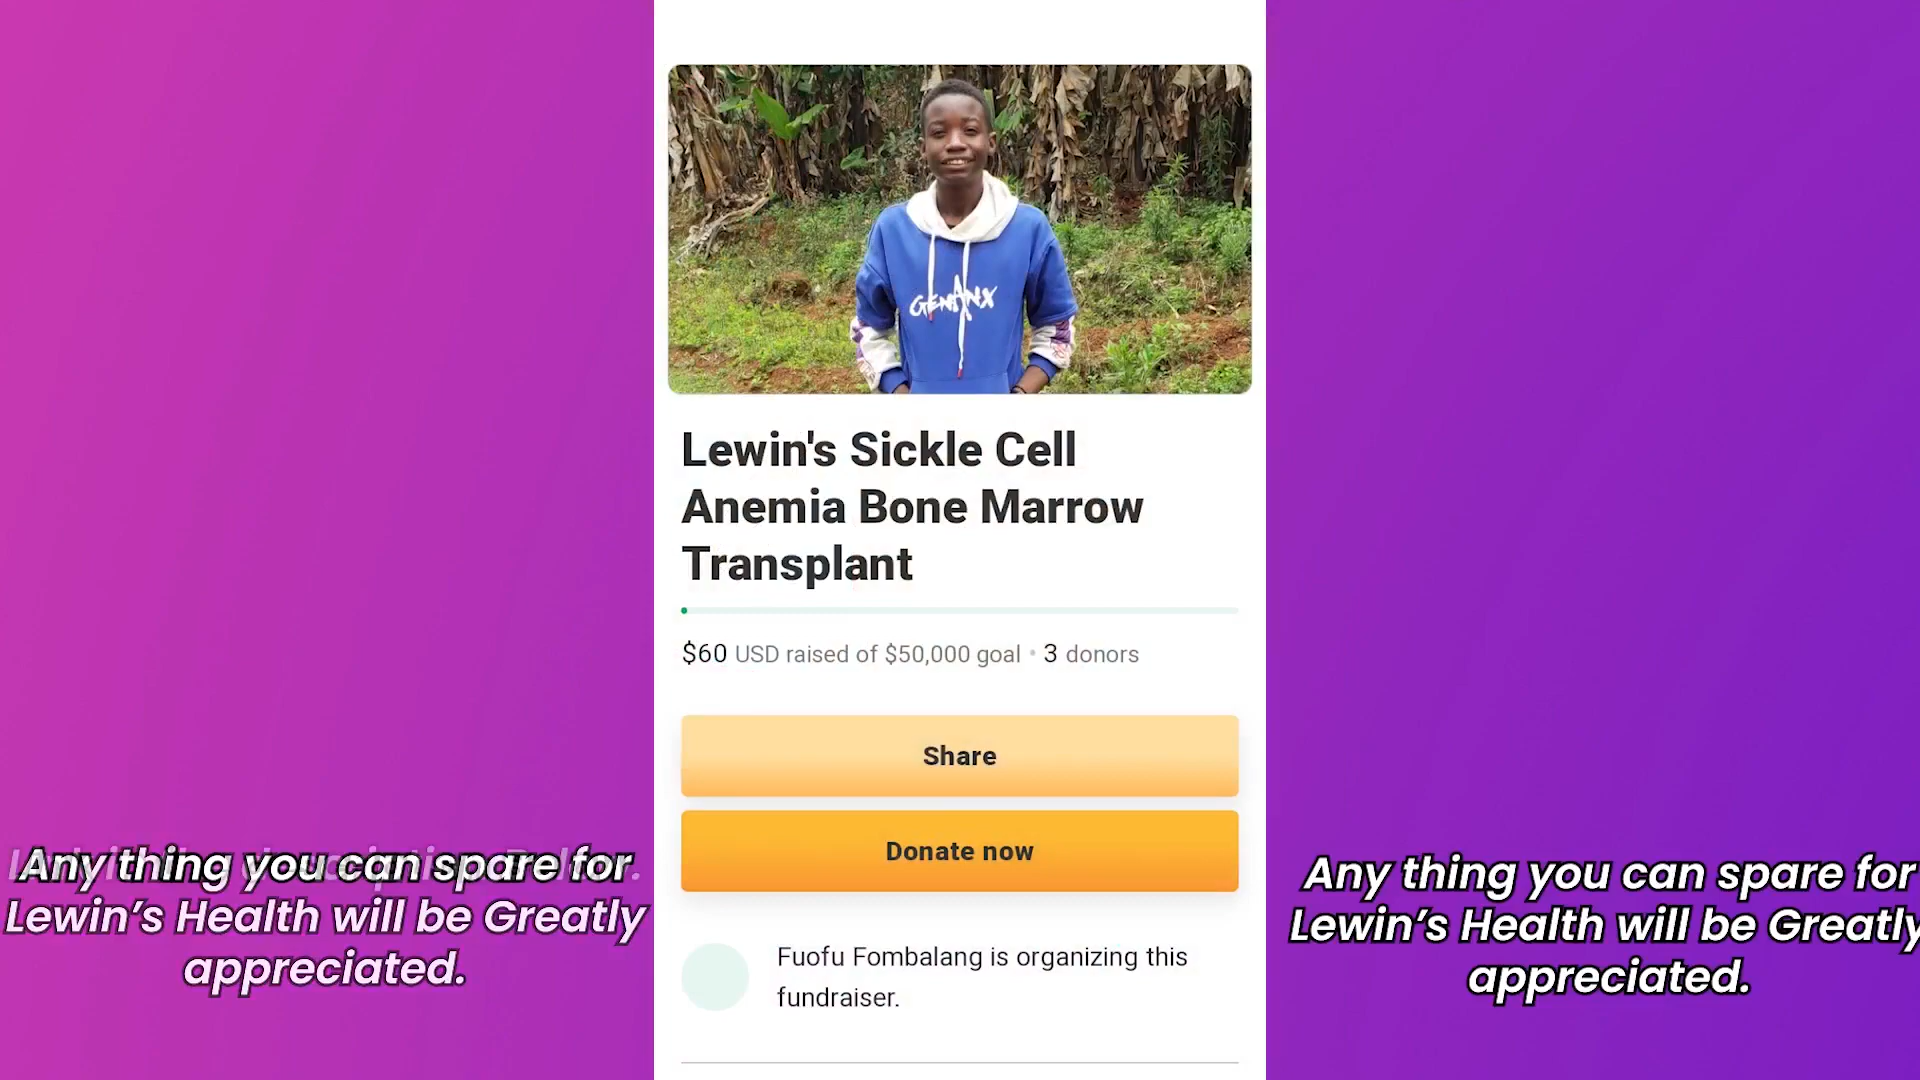 GENANX
Lewin's Sickle Cell
Anemia Bone Marrow
Transplant
$60 USD raised of $50,000 goal • 3 donors
Share
Donate now
Fuofu Fombalang is organizing this
fundraiser.
Any thing you can spare for
Lewin’s Health will be Greatly
appreciated.
Any thing you can spare for
Lewin’s Health will be Greatly
appreciated.